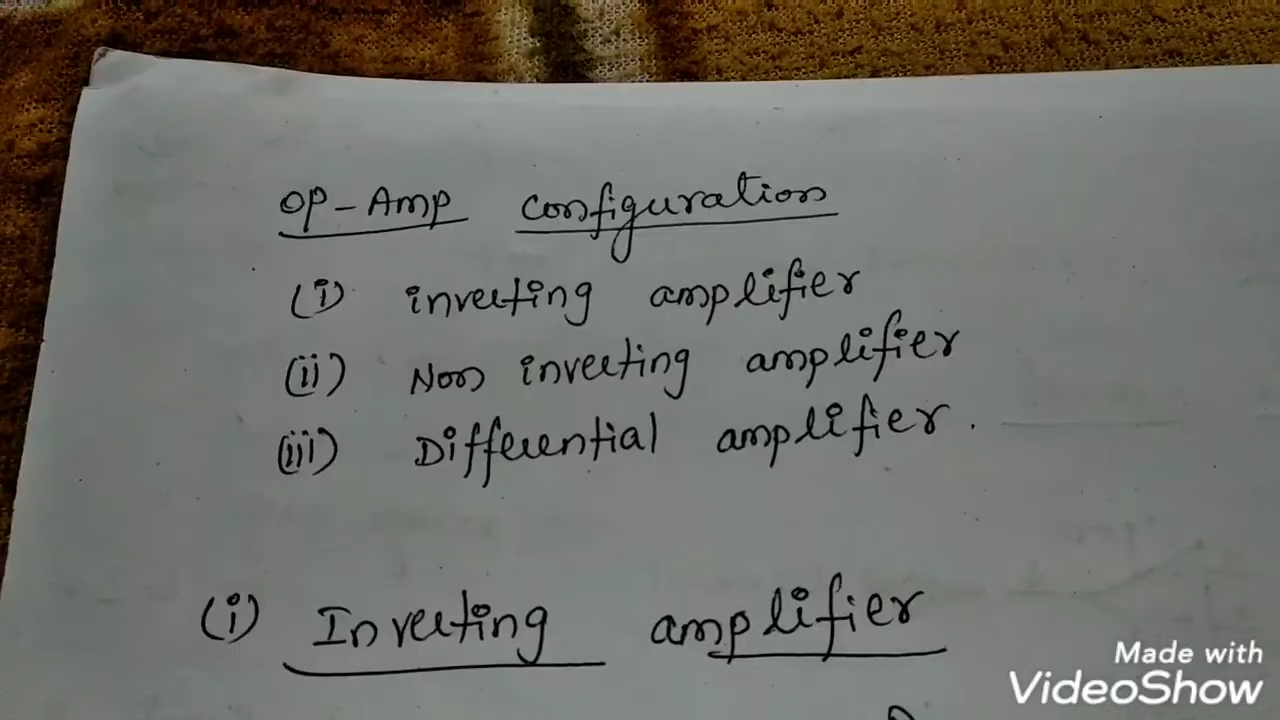 OP-Amp Configuration
(i) inverting amplifier
(ii) Non inverting amplifier
(iii) Differential amplifier.
(i) Inverting amplifier
Made with
VideoShow